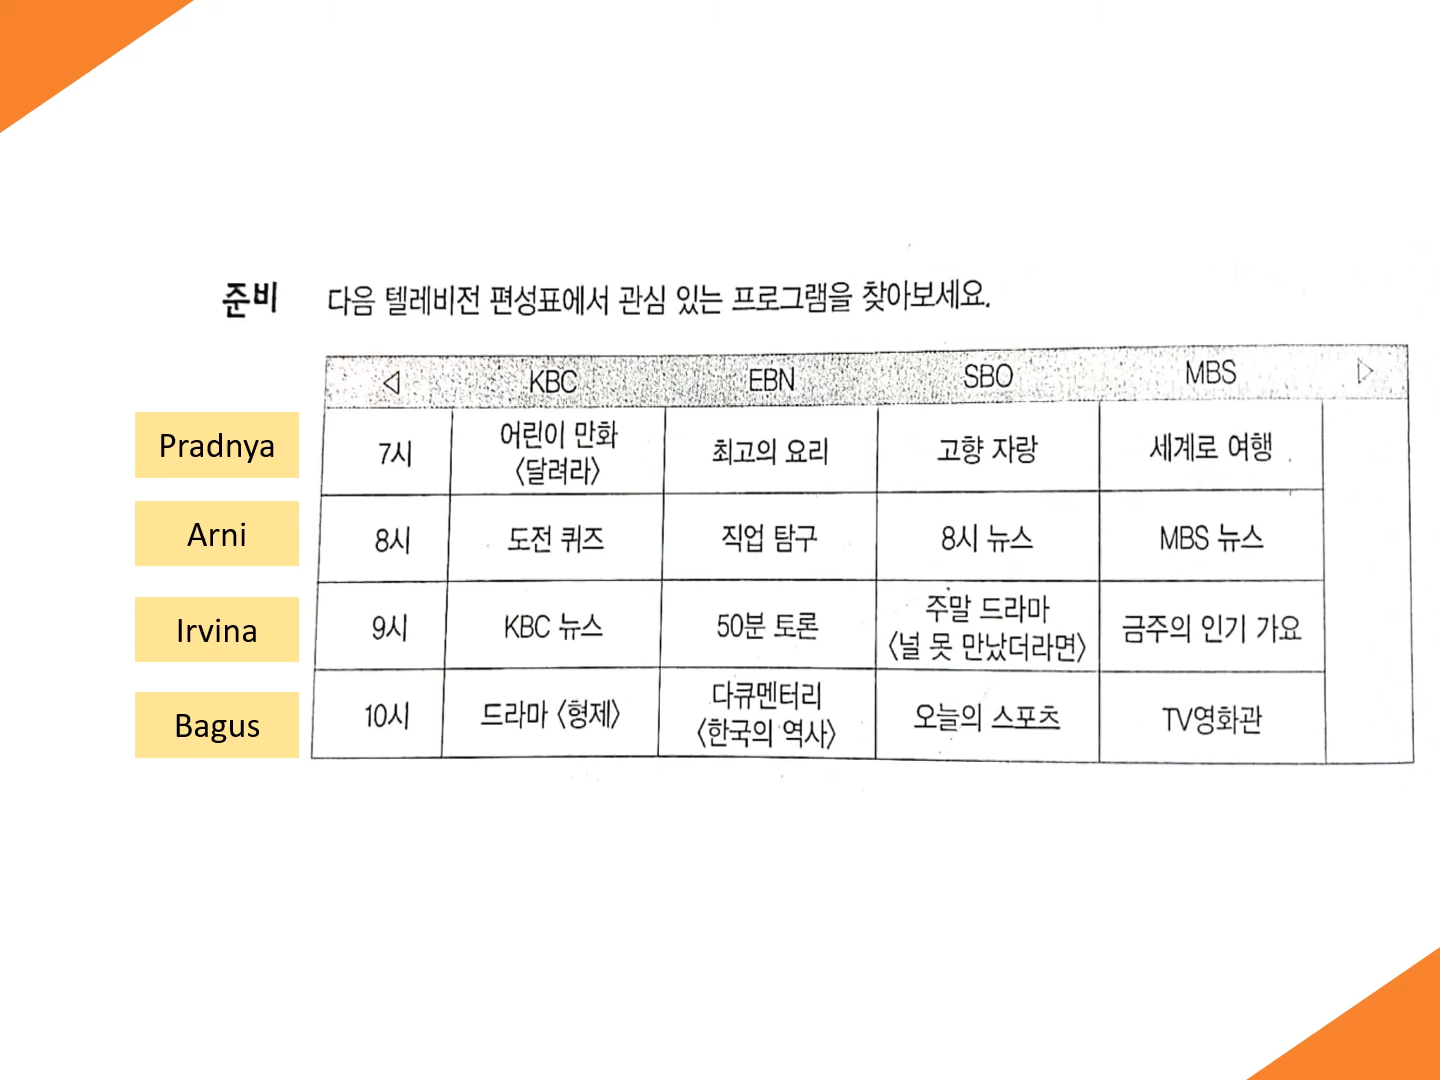 준비 다음 텔레비전 편성표에서 관심 있는 프로그램을 찾아보세요.
◁ KBC EBN SBO MBS ▷
Pradnya 7시 어린이 만화 〈달려라〉 최고의 요리 고향 자랑 세계로 여행
Arni 8시 도전 퀴즈 직업 탐구 8시 뉴스 MBS 뉴스
Irvina 9시 KBC 뉴스 50분 토론 주말 드라마 〈널 못 만났더라면〉 금주의 인기 가요
Bagus 10시 드라마 〈형제〉 다큐멘터리 〈한국의 역사〉 오늘의 스포츠 TV영화관